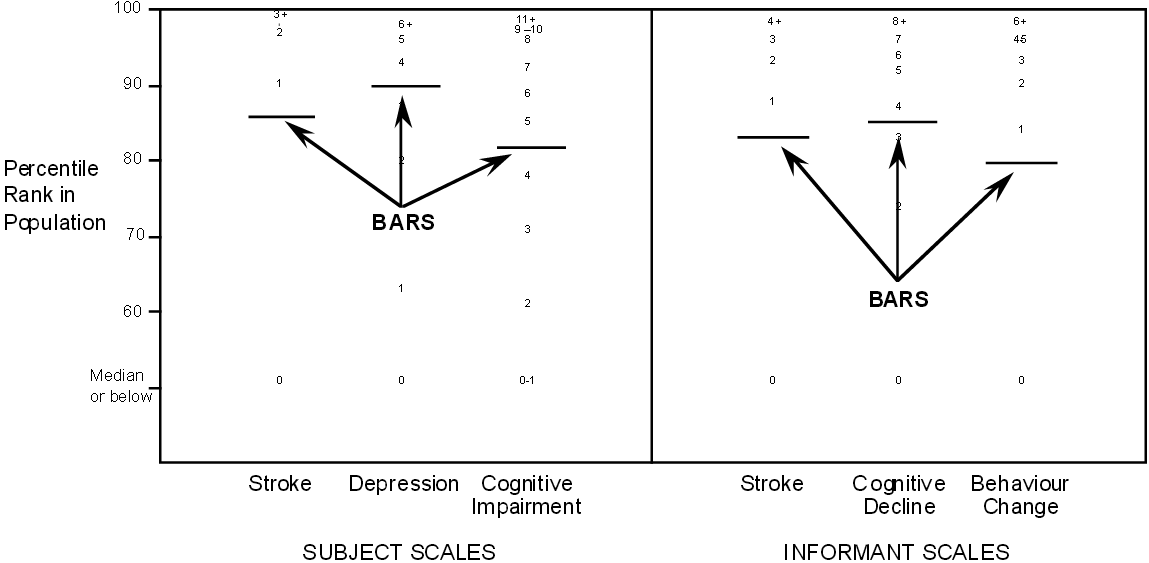 100
90
80
70
60
Median
or below
Percentile
Rank in
Population
3+
2
1
0
6+
5
4
2
1
0
11+
9–10
8
7
6
5
4
3
2
0-1
BARS
4+
3
2
1
0
8+
7
6
5
4
3
2
0
6+
4-5
3
2
1
0
BARS
Stroke
Depression
Cognitive
Impairment
Stroke
Cognitive
Decline
Behaviour
Change
SUBJECT SCALES
INFORMANT SCALES